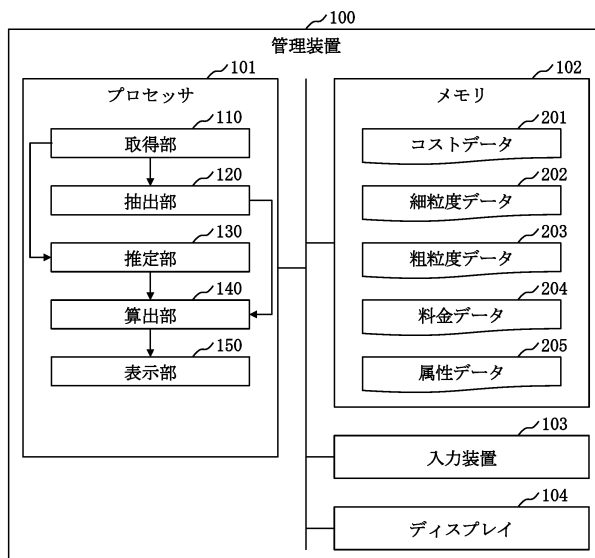 100
管理装置
101
プロセッサ
110
取得部
120
抽出部
130
推定部
140
算出部
150
表示部
102
メモリ
201
コストデータ
202
細粒度データ
203
粗粒度データ
204
料金データ
205
属性データ
103
入力装置
104
ディスプレイ